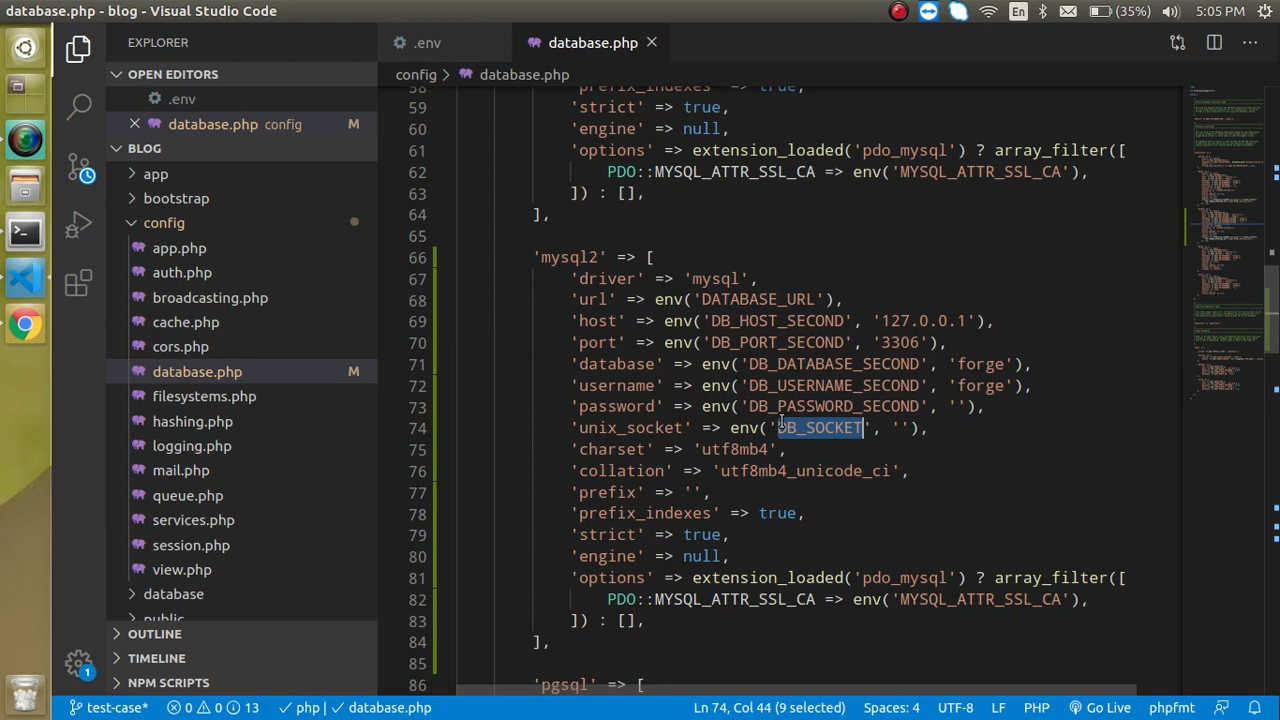 database.php - blog - Visual Studio Code
En
(35%)
5:05 PM
EXPLORER
OPEN EDITORS
.env
database.php config M
BLOG
app
bootstrap
config
app.php
auth.php
broadcasting.php
cache.php
cors.php
database.php M
filesystems.php
hashing.php
logging.php
mail.php
queue.php
services.php
session.php
view.php
database
public
OUTLINE
TIMELINE
NPM SCRIPTS
1
.env
database.php
config > database.php
58 'prefix_indexes' => true,
59 'strict' => true,
60 'engine' => null,
61 'options' => extension_loaded('pdo_mysql') ? array_filter([
62 PDO::MYSQL_ATTR_SSL_CA => env('MYSQL_ATTR_SSL_CA'),
63 ]) : [],
64 ],
65
66 'mysql2' => [
67 'driver' => 'mysql',
68 'url' => env('DATABASE_URL'),
69 'host' => env('DB_HOST_SECOND', '127.0.0.1'),
70 'port' => env('DB_PORT_SECOND', '3306'),
71 'database' => env('DB_DATABASE_SECOND', 'forge'),
72 'username' => env('DB_USERNAME_SECOND', 'forge'),
73 'password' => env('DB_PASSWORD_SECOND', ''),
74 'unix_socket' => env('DB_SOCKET', ''),
75 'charset' => 'utf8mb4',
76 'collation' => 'utf8mb4_unicode_ci',
77 'prefix' => '',
78 'prefix_indexes' => true,
79 'strict' => true,
80 'engine' => null,
81 'options' => extension_loaded('pdo_mysql') ? array_filter([
82 PDO::MYSQL_ATTR_SSL_CA => env('MYSQL_ATTR_SSL_CA'),
83 ]) : [],
84 ],
85
86 'pgsql' => [
test-case* 0 0 13 php | database.php Ln 74, Col 44 (9 selected) Spaces: 4 UTF-8 LF PHP Go Live phpfmt